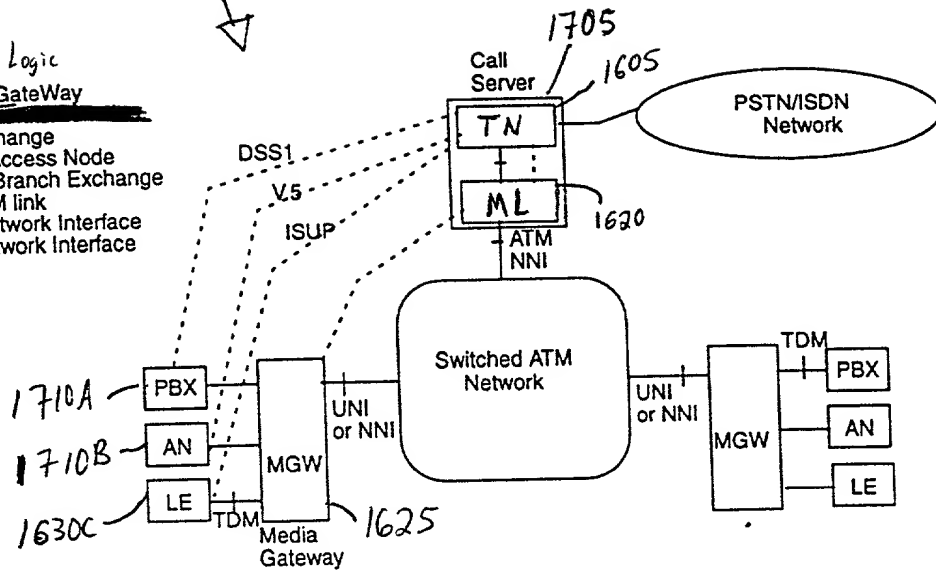 Logic
GateWay
hange
ccess Node
Branch Exchange
M link
twork Interface
work Interface
1705
Call
Server
1605
TN
PSTN/ISDN
Network
DSS1
V.5
ISUP
ML
1620
ATM
NNI
Switched ATM
Network
1710A
PBX
UNI
or NNI
UNI
or NNI
TDM
PBX
1710B
AN
MGW
MGW
AN
1630C
LE
TDM
1625
LE
Media
Gateway